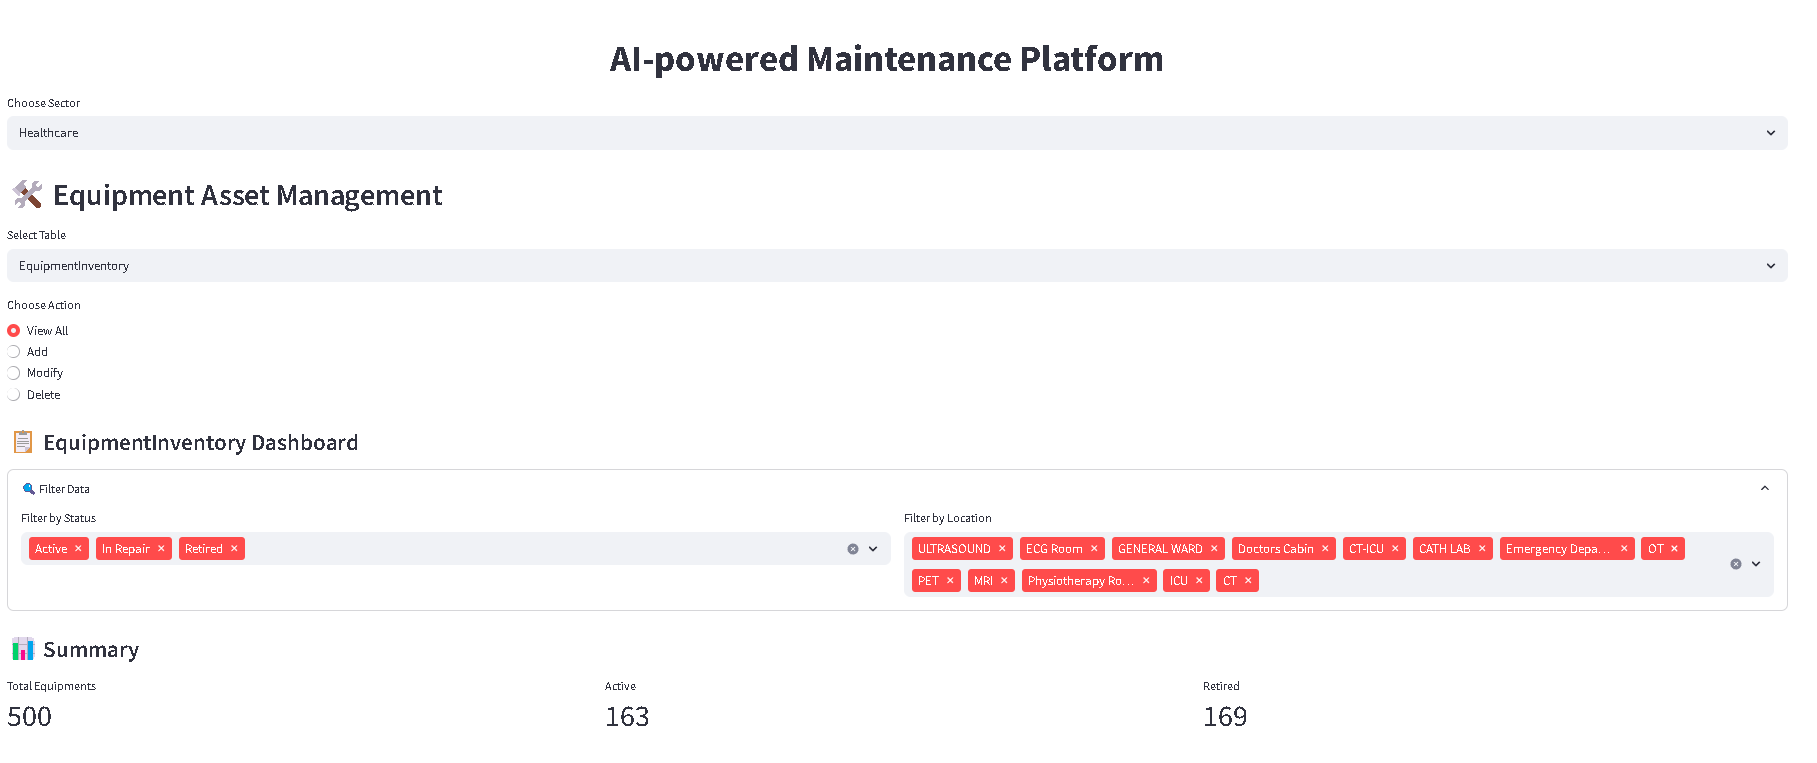 AI-powered Maintenance Platform
Choose Sector
Healthcare
Equipment Asset Management
Select Table
EquipmentInventory
Choose Action
View All
Add
Modify
Delete
EquipmentInventory Dashboard
Filter Data
Filter by Status
Active × In Repair × Retired ×
Filter by Location
ULTRASOUND × ECG Room × GENERAL WARD × Doctors Cabin × CT-ICU × CATH LAB × Emergency Depa... × OT ×
PET × MRI × Physiotherapy Ro... × ICU × CT ×
Summary
Total Equipments
500
Active
163
Retired
169